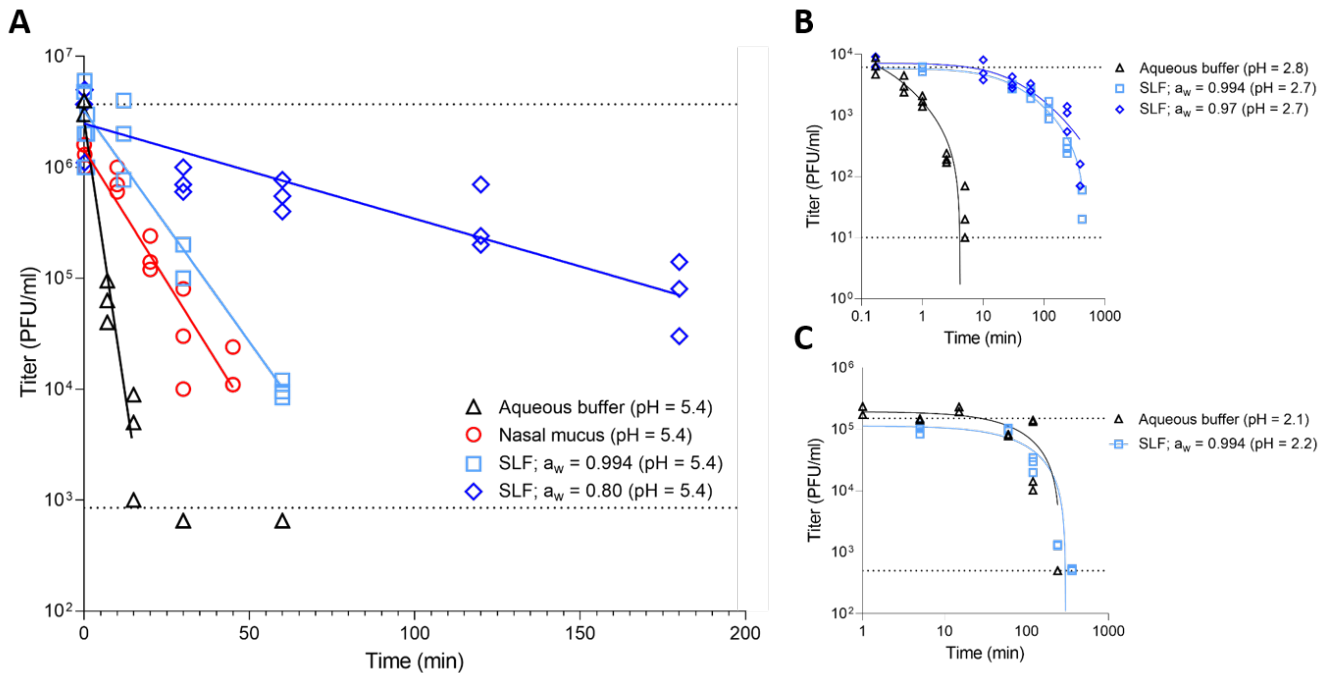 A
10⁷
10⁶
10⁵
10⁴
10³
10²
Titer (PFU/ml)
0
50
100
150
200
Time (min)
Aqueous buffer (pH = 5.4)
Nasal mucus (pH = 5.4)
SLF; a_w = 0.994 (pH = 5.4)
SLF; a_w = 0.80 (pH = 5.4)
B
10⁴
10³
10²
10¹
10⁰
Titer (PFU/ml)
0.1
1
10
100
1000
Time (min)
Aqueous buffer (pH = 2.8)
SLF; a_w = 0.994 (pH = 2.7)
SLF; a_w = 0.97 (pH = 2.7)
C
10⁶
10⁵
10⁴
10³
10²
Titer (PFU/ml)
1
10
100
1000
Time (min)
Aqueous buffer (pH = 2.1)
SLF; a_w = 0.994 (pH = 2.2)